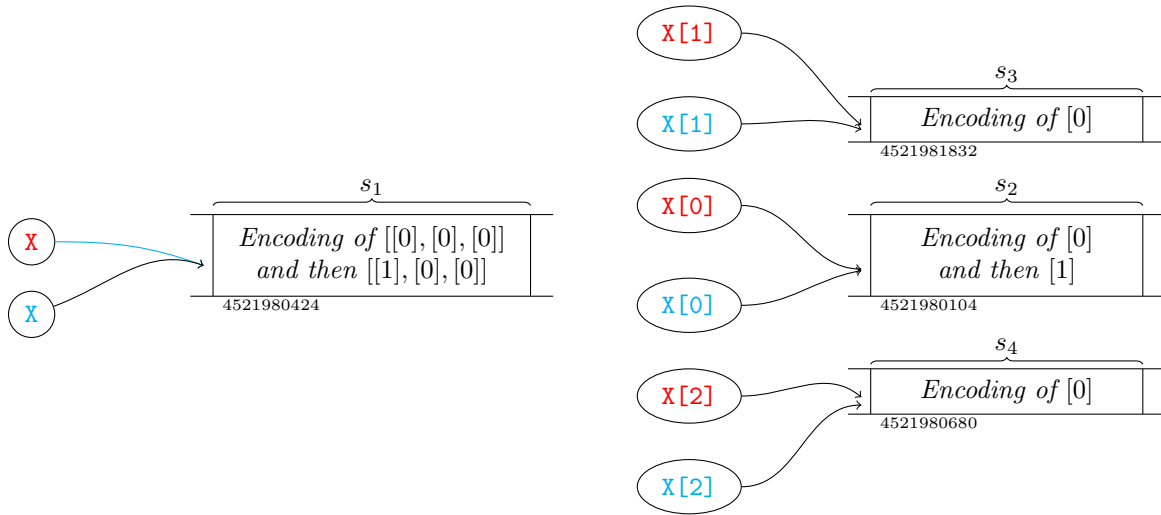 X
X
s₁
Encoding of [[0], [0], [0]]
and then [[1], [0], [0]]
4521980424
X[1]
X[1]
s₃
Encoding of [0]
4521981832
X[0]
X[0]
s₂
Encoding of [0]
and then [1]
4521980104
X[2]
X[2]
s₄
Encoding of [0]
4521980680